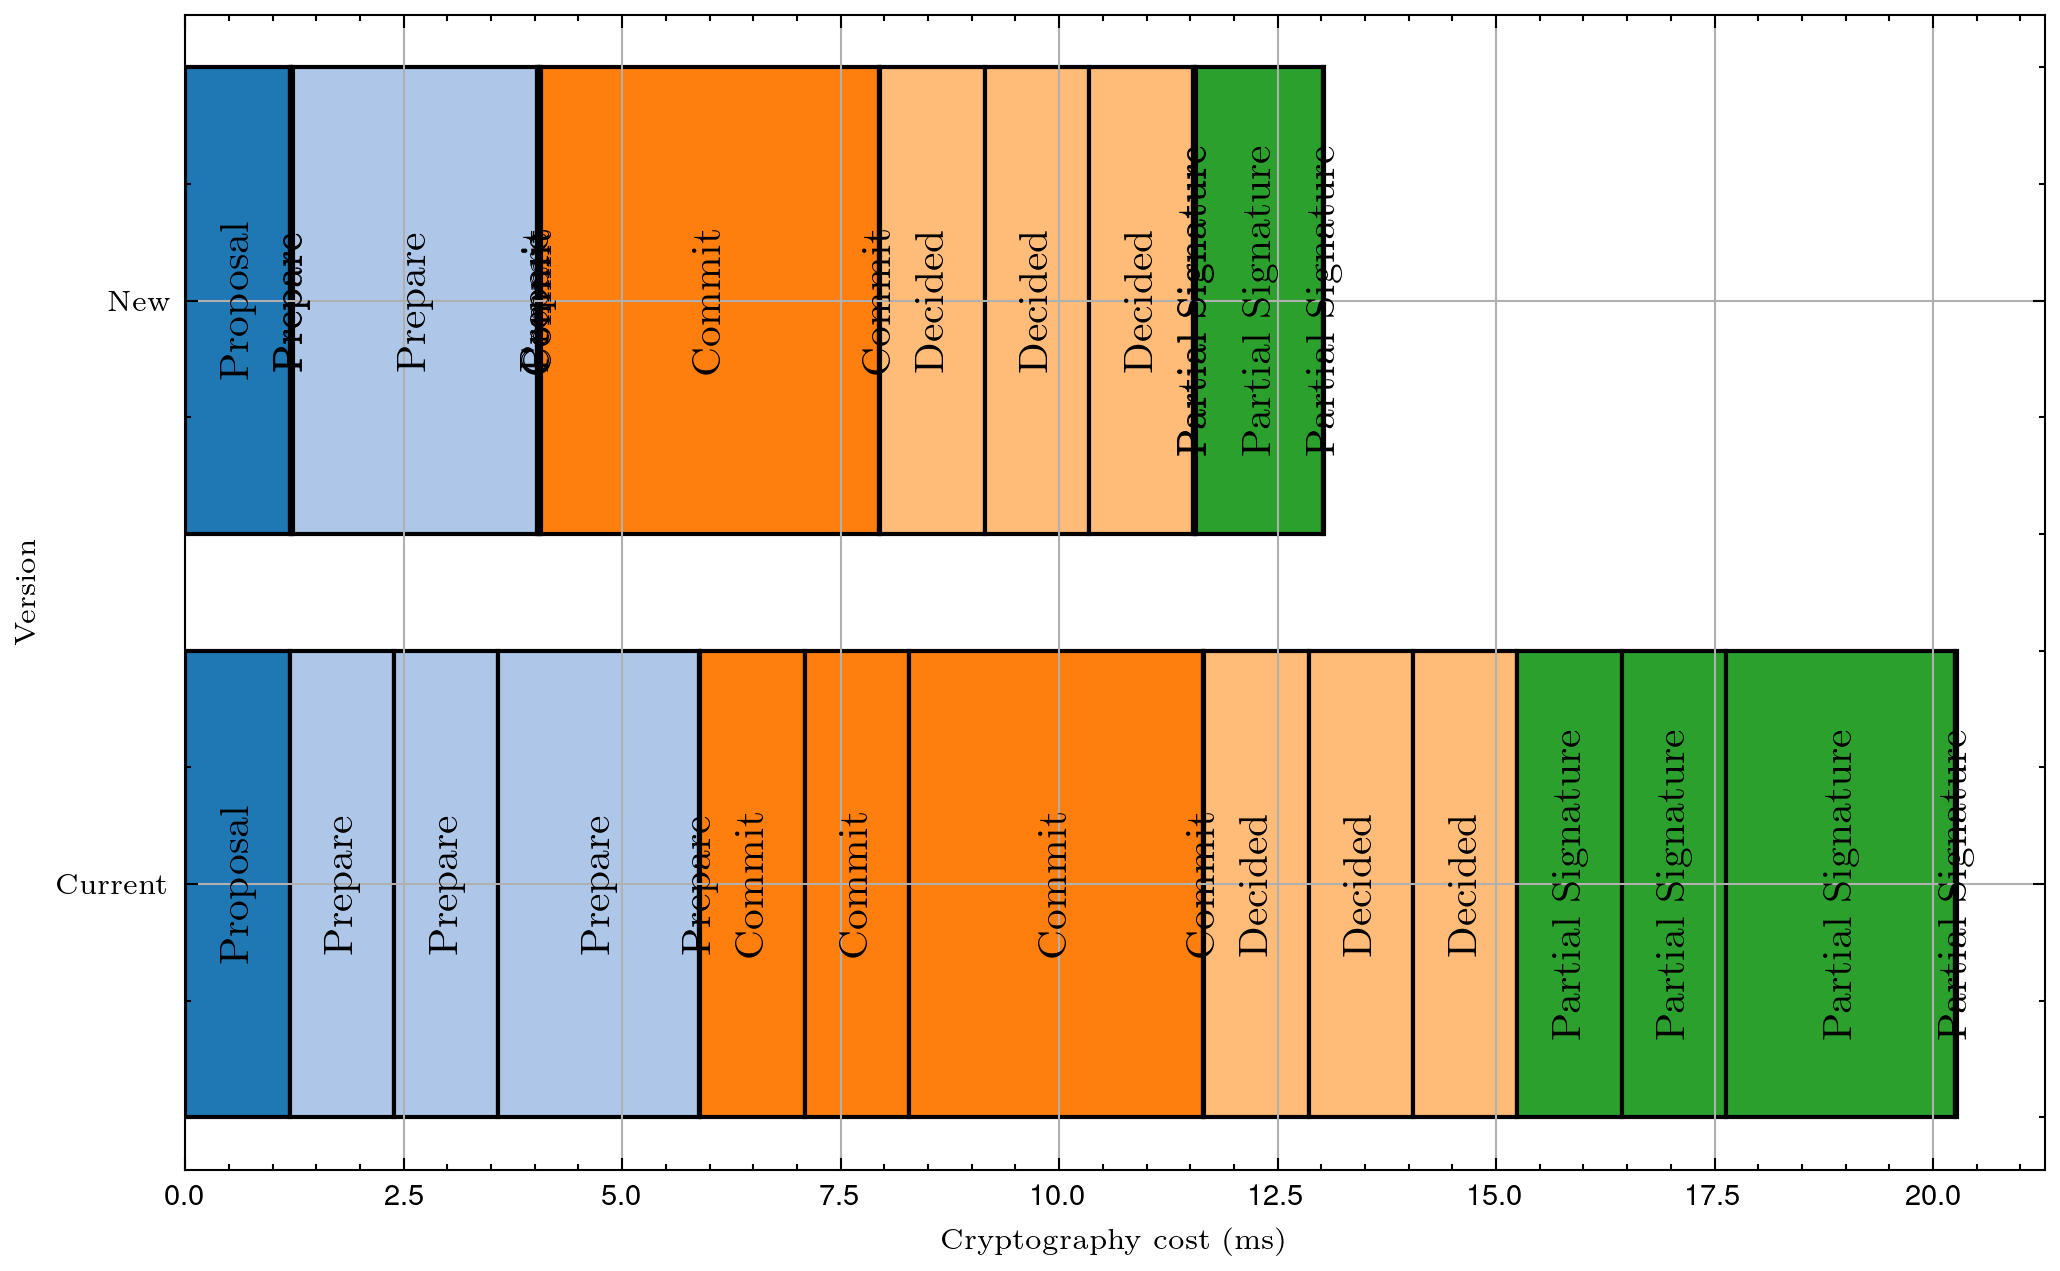 New
Proposal
Prepare
Prepare
Prepare
Commit
Commit
Commit
Decided
Decided
Decided
Partial Signature
Partial Signature
Partial Signature
Version
Current
Proposal
Prepare
Prepare
Prepare
Prepare
Commit
Commit
Commit
Commit
Decided
Decided
Decided
Partial Signature
Partial Signature
Partial Signature
Partial Signature
0.0 2.5 5.0 7.5 10.0 12.5 15.0 17.5 20.0
Cryptography cost (ms)